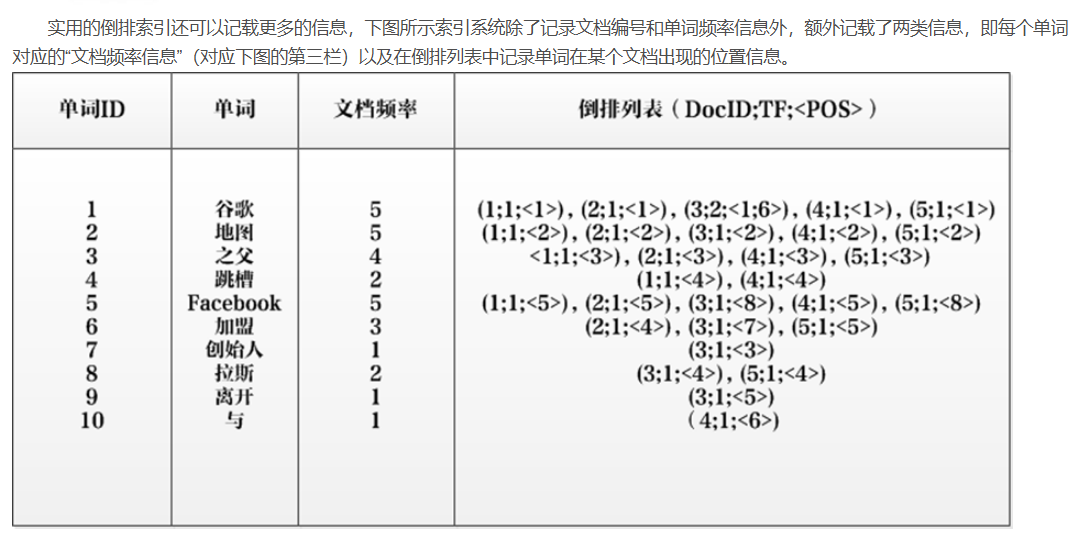 实用的倒排索引还可以记载更多的信息，下图所示索引系统除了记录文档编号和单词频率信息外，额外记载了两类信息，即每个单词
对应的“文档频率信息”（对应下图的第三栏）以及在倒排列表中记录单词在某个文档出现的位置信息。
单词ID 单词 文档频率 倒排列表（DocID;TF;<POS>）
1 谷歌 5 (1;1;<1>), (2;1;<1>), (3;2;<1;6>), (4;1;<1>), (5;1;<1>)
2 地图 5 (1;1;<2>), (2;1;<2>), (3;1;<2>), (4;1;<2>), (5;1;<2>)
3 之父 4 <1;1;<3>), (2;1;<3>), (4;1;<3>), (5;1;<3>)
4 跳槽 2 (1;1;<4>), (4;1;<4>)
5 Facebook 5 (1;1;<5>), (2;1;<5>), (3;1;<8>), (4;1;<5>), (5;1;<8>)
6 加盟 3 (2;1;<4>), (3;1;<7>), (5;1;<5>)
7 创始人 1 (3;1;<3>)
8 拉斯 2 (3;1;<4>), (5;1;<4>)
9 离开 1 (3;1;<5>)
10 与 1 （4;1;<6>)